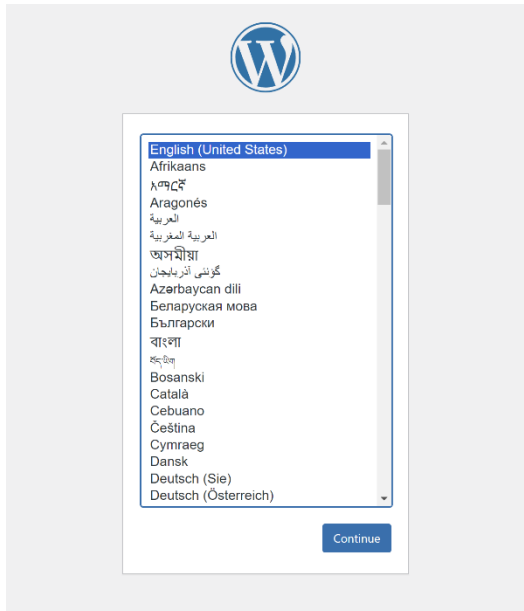 English (United States)
Afrikaans
አማርኛ
Aragonés
العربية
العربية المغربية
অসমীয়া
گؤنئی آذربایجان
Azərbaycan dili
Беларуская мова
Български
বাংলা
བོད་ཡིག
Bosanski
Català
Cebuano
Čeština
Cymraeg
Dansk
Deutsch (Sie)
Deutsch (Österreich)
Continue